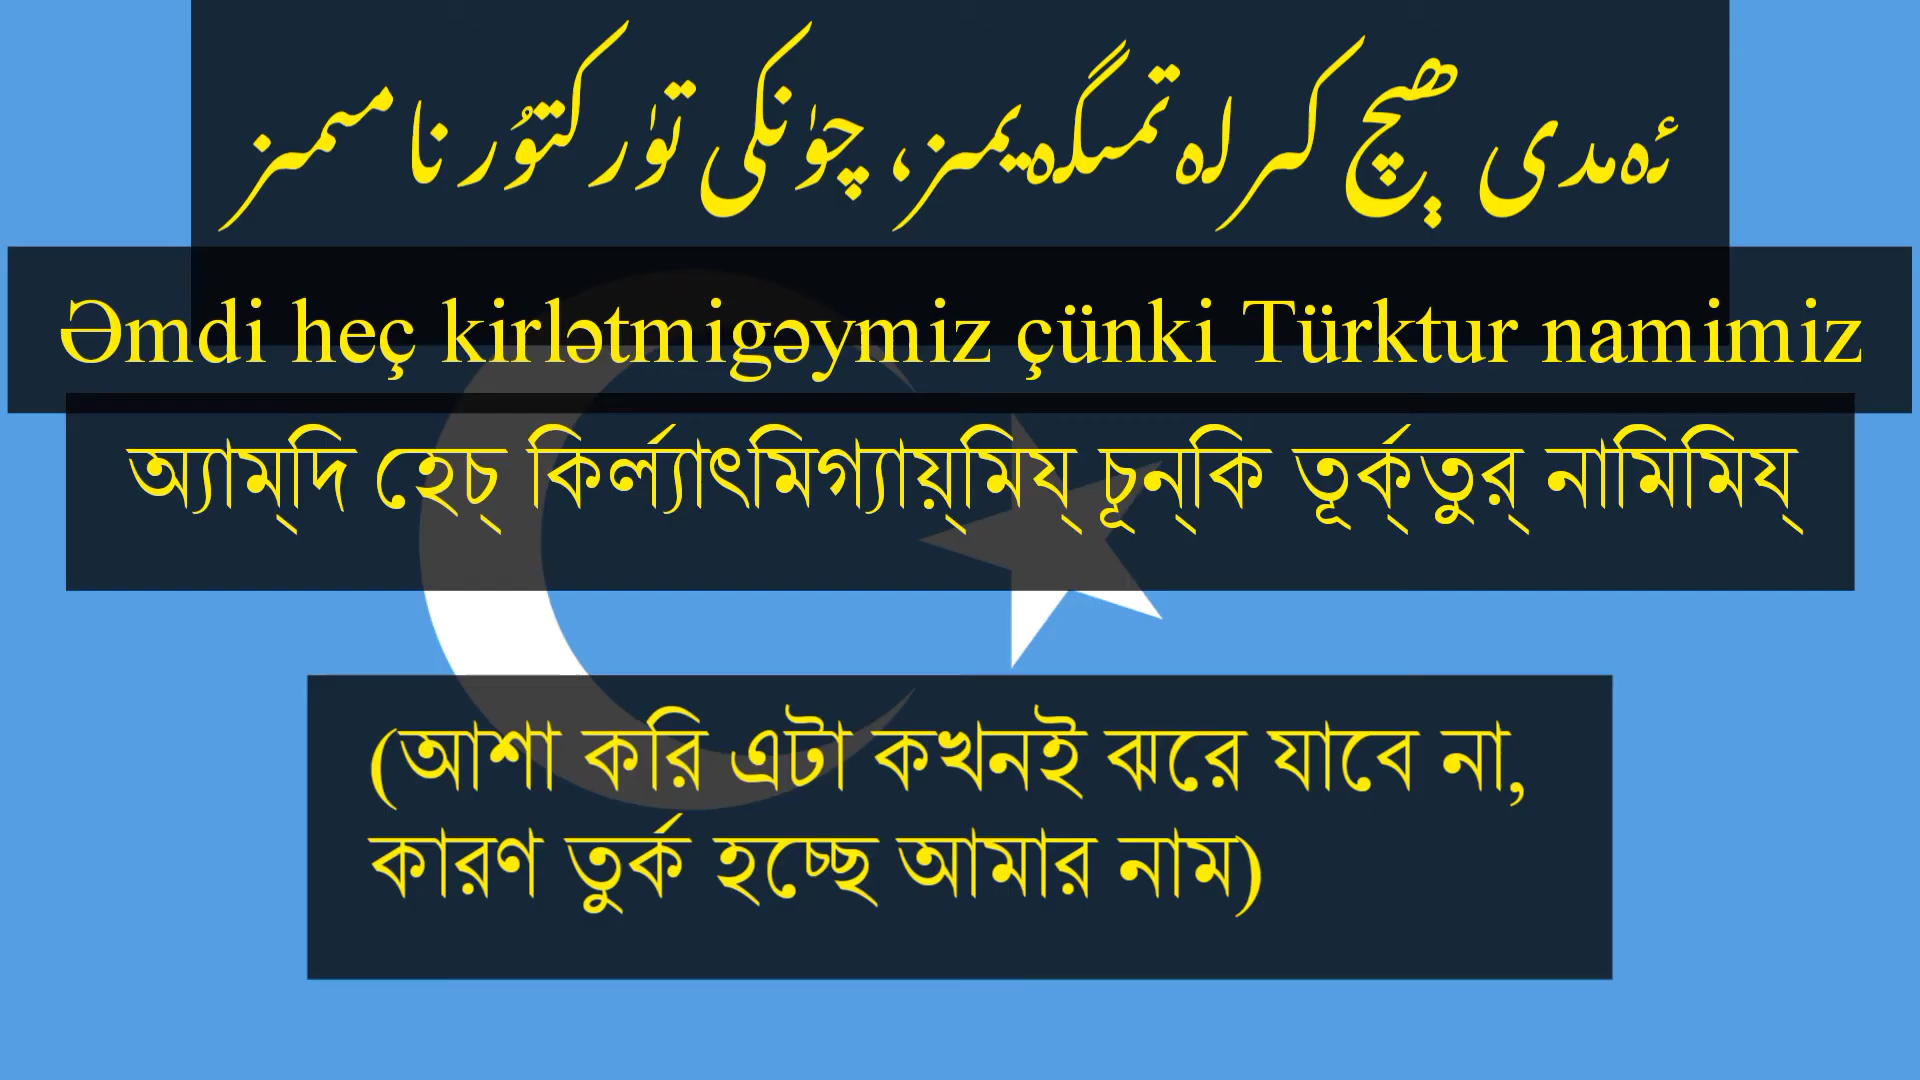 ئەمدى ھېچ كىرلەتمىگەيمىز، چۈنكى تۈركتۇر نامىمىز
Əmdi heç kirlətmigəymiz çünki Türktur namimiz
অ্যাম্‌দি হেচ্ কির্ল্যাৎমিগ্যায়্‌মিয্ চূন্‌কি তূর্ক্‌তুর্ নামিমিয্
(আশা করি এটা কখনই ঝরে যাবে না,
কারণ তুর্ক হচ্ছে আমার নাম)